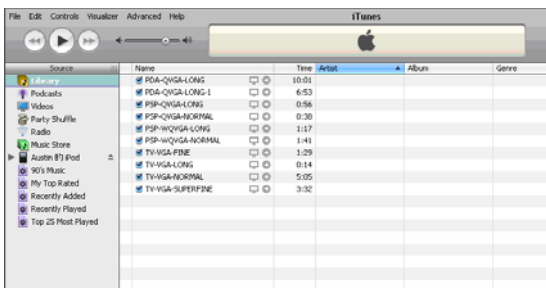 File Edit Controls Visualizer Advanced Help
iTunes
Source
Library
Podcasts
Videos
Party Shuffle
Radio
Music Store
90's Music
My Top Rated
Recently Added
Recently Played
Top 25 Most Played
Name Time Artist Album Genre
PDA-QVGA-LONG 10:01
PDA-QVGA-LONG-1 6:53
PSP-QVGA-LONG 0:56
PSP-QVGA-NORMAL 0:38
PSP-WQVGA-LONG 1:17
PSP-WQVGA-NORMAL 1:41
TV-VGA-FINE 1:29
TV-VGA-LONG 0:14
TV-VGA-NORMAL 5:05
TV-VGA-SUPERFINE 3:32